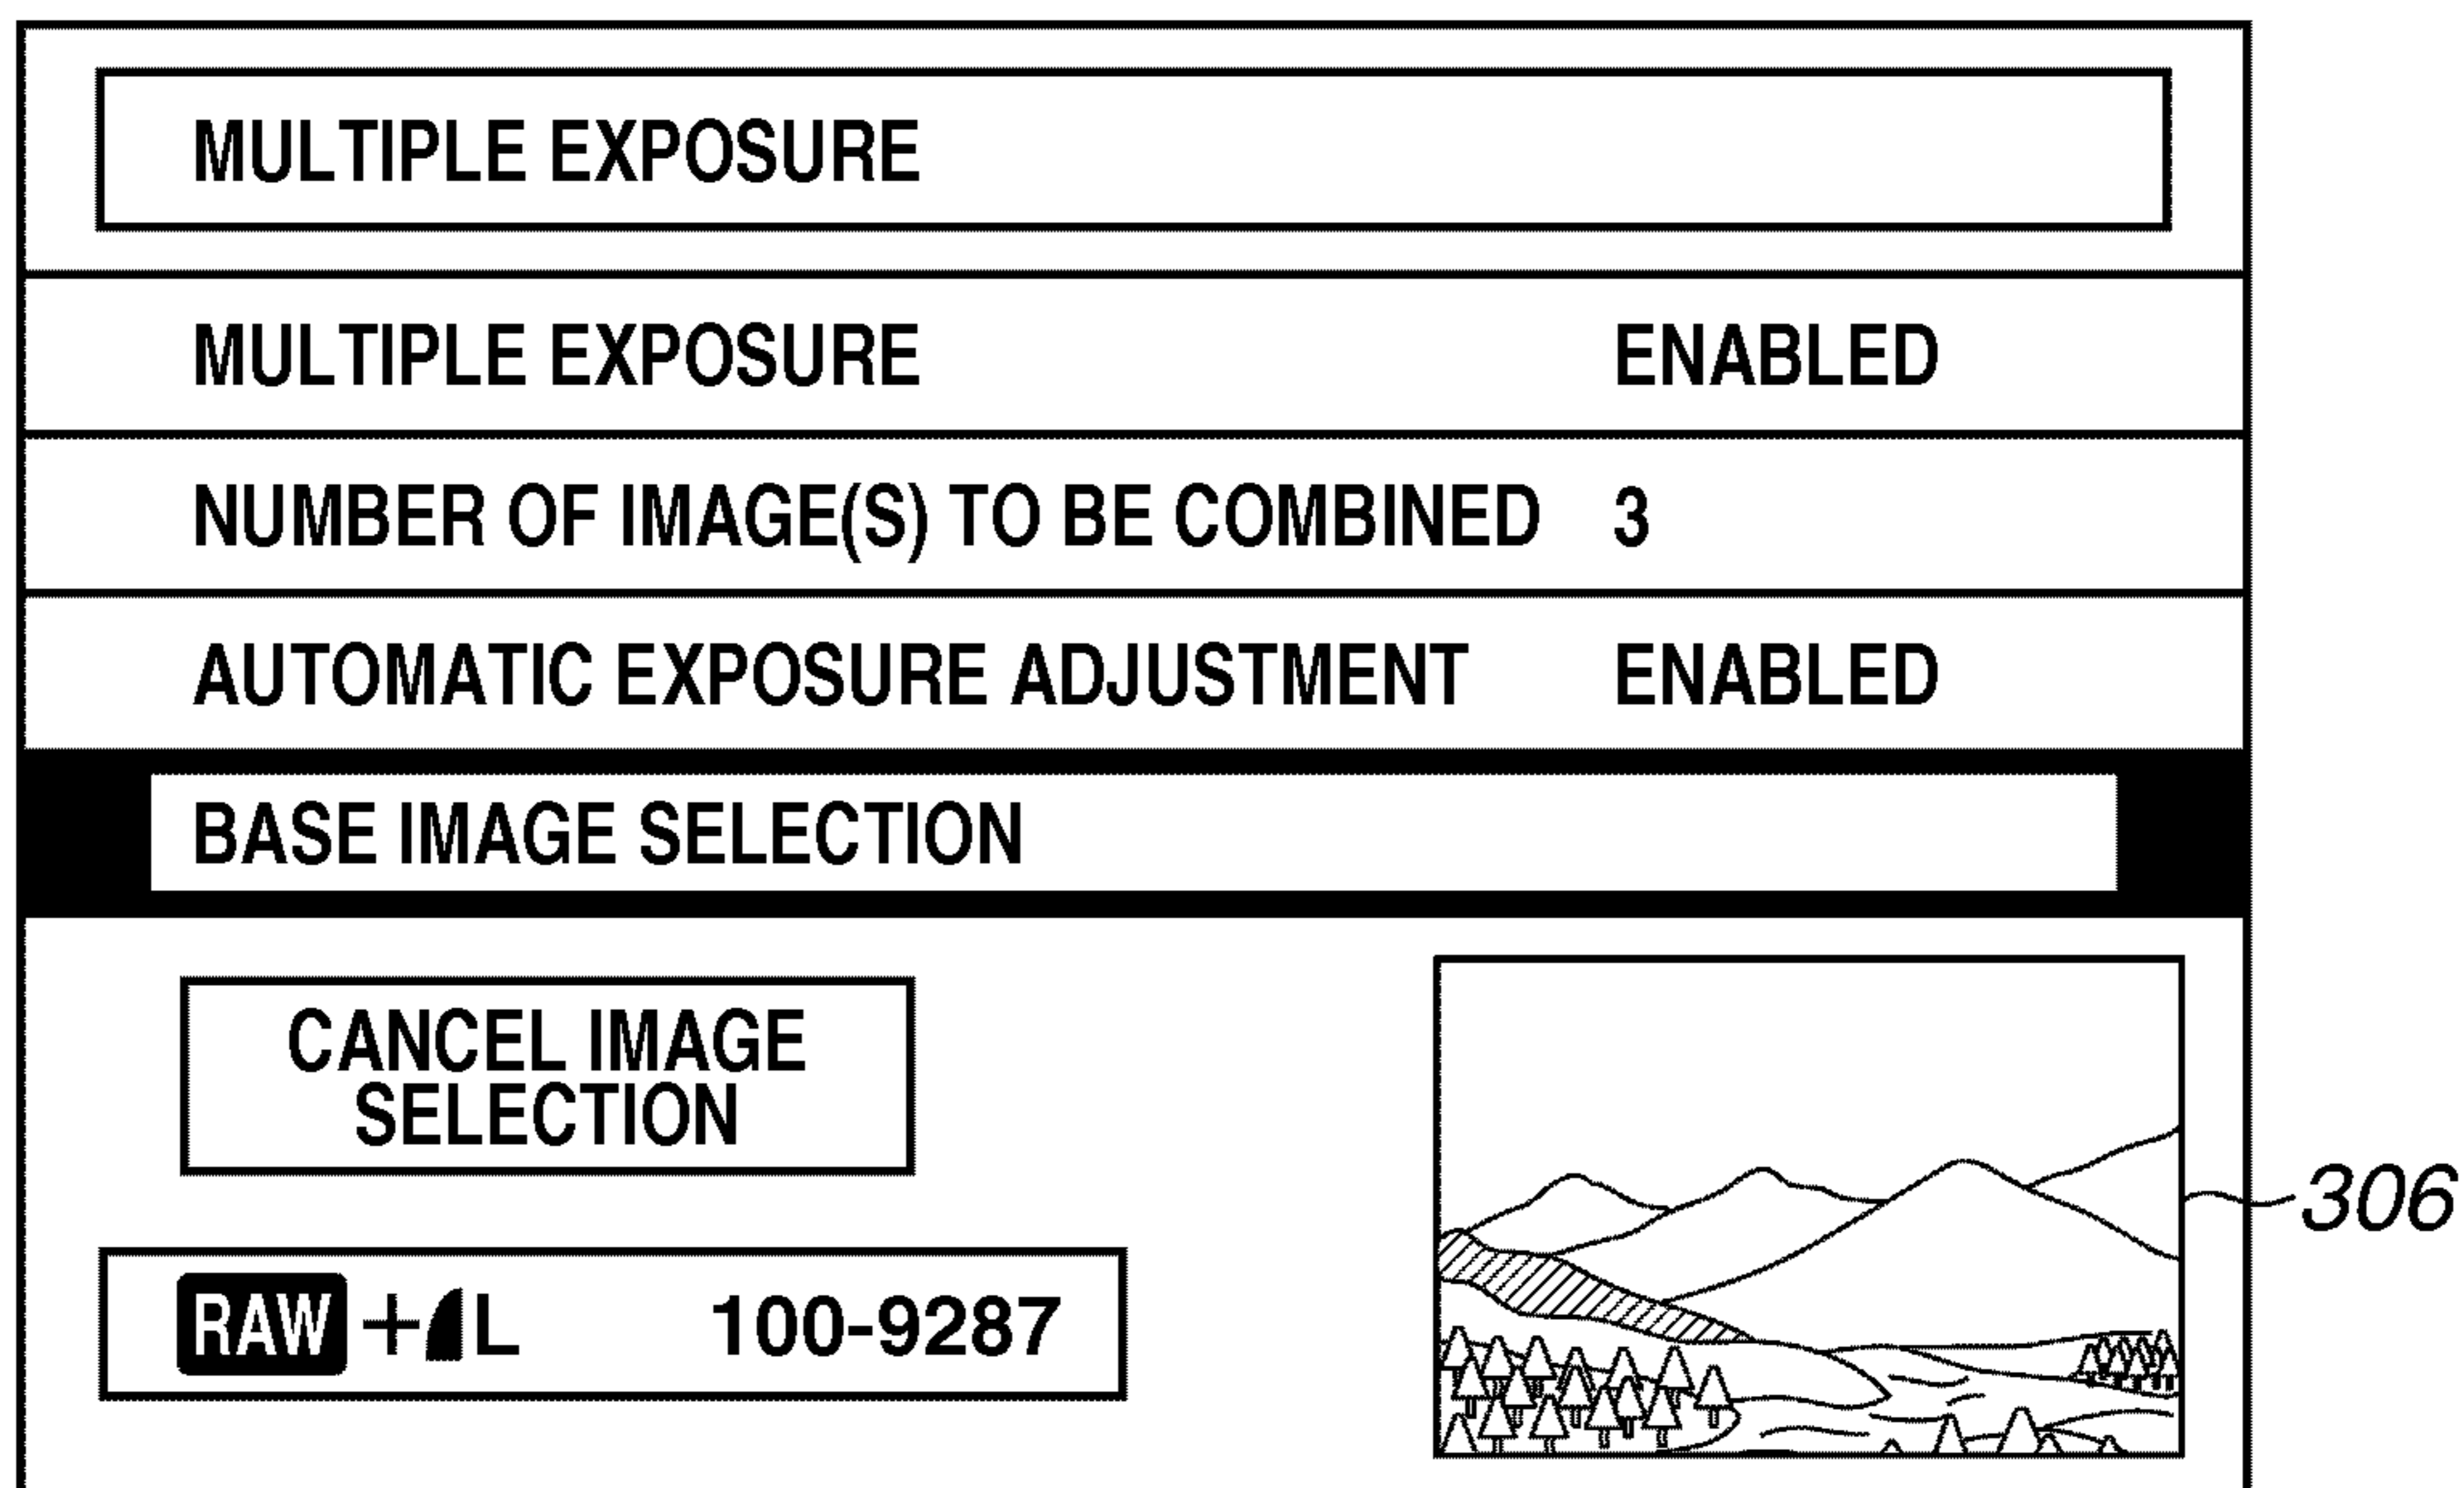 MULTIPLE EXPOSURE
MULTIPLE EXPOSURE ENABLED
NUMBER OF IMAGE(S) TO BE COMBINED 3
AUTOMATIC EXPOSURE ADJUSTMENT ENABLED
BASE IMAGE SELECTION
CANCEL IMAGE
SELECTION
306
RAW + L 100-9287